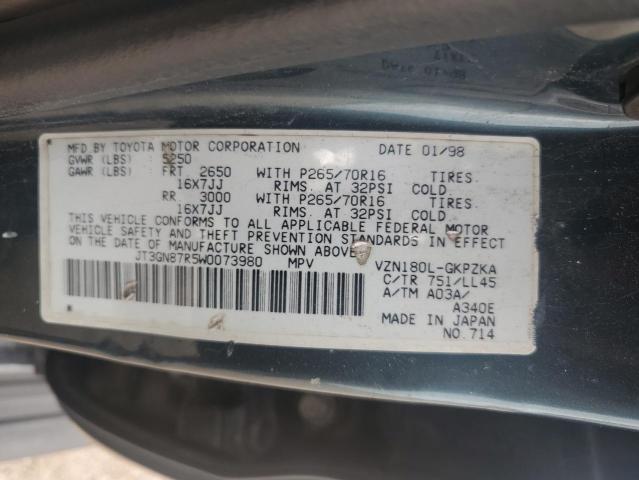 MFD BY TOYOTA MOTOR CORPORATION DATE 01/98
GVWR (LBS) 5250
GAWR (LBS) FRT 2650 WITH P265/70R16 TIRES
16X7JJ RIMS. AT 32PSI COLD
RR 3000 WITH P265/70R16 TIRES
16X7JJ RIMS. AT 32PSI COLD
THIS VEHICLE CONFORMS TO ALL APPLICABLE FEDERAL MOTOR
VEHICLE SAFETY AND THEFT PREVENTION STANDARDS IN EFFECT
ON THE DATE OF MANUFACTURE SHOWN ABOVE
JT3GN87R5W0073980 MPV VZN180L-GKPZKA
C/TR 751/LL45
A/TM A03A/
A340E
MADE IN JAPAN
NO.714